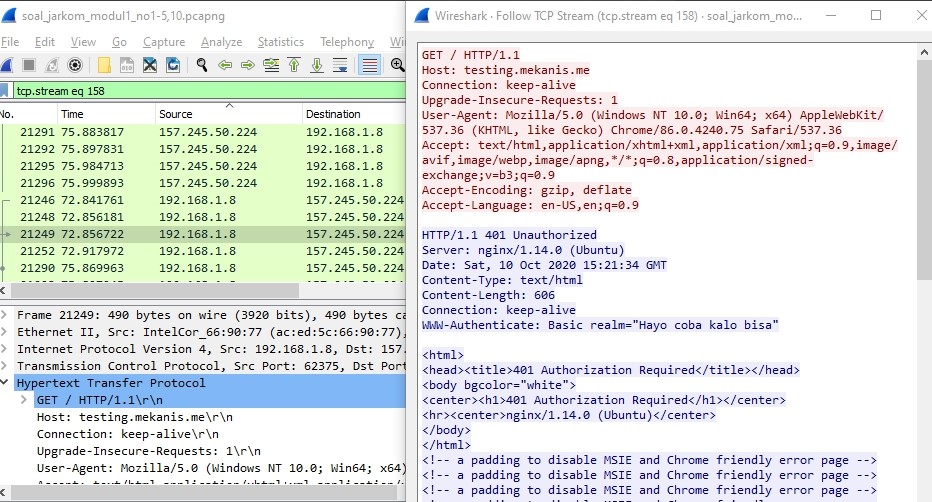 soal_jarkom_modul1_no1-5,10.pcapng
File Edit View Go Capture Analyze Statistics Telephony
tcp.stream eq 158
No. Time Source Destination
21291 75.883817 157.245.50.224 192.168.1.8
21292 75.897831 157.245.50.224 192.168.1.8
21295 75.984713 157.245.50.224 192.168.1.8
21296 75.999893 157.245.50.224 192.168.1.8
21246 72.841761 192.168.1.8 157.245.50.224
21248 72.856181 192.168.1.8 157.245.50.224
21249 72.856722 192.168.1.8 157.245.50.224
21252 72.917972 192.168.1.8 157.245.50.224
21290 75.869963 192.168.1.8 157.245.50.224
Frame 21249: 490 bytes on wire (3920 bits), 490 bytes ca
Ethernet II, Src: IntelCor_66:90:77 (ac:ed:5c:66:90:77),
Internet Protocol Version 4, Src: 192.168.1.8, Dst: 157.
Transmission Control Protocol, Src Port: 62375, Dst Port
Hypertext Transfer Protocol
GET / HTTP/1.1\r\n
Host: testing.mekanis.me\r\n
Connection: keep-alive\r\n
Upgrade-Insecure-Requests: 1\r\n
User-Agent: Mozilla/5.0 (Windows NT 10.0; Win64; x64)
Wireshark · Follow TCP Stream (tcp.stream eq 158) · soal_jarkom_mo...
GET / HTTP/1.1
Host: testing.mekanis.me
Connection: keep-alive
Upgrade-Insecure-Requests: 1
User-Agent: Mozilla/5.0 (Windows NT 10.0; Win64; x64) AppleWebKit/
537.36 (KHTML, like Gecko) Chrome/86.0.4240.75 Safari/537.36
Accept: text/html,application/xhtml+xml,application/xml;q=0.9,image/
avif,image/webp,image/apng,*/*;q=0.8,application/signed-
exchange;v=b3;q=0.9
Accept-Encoding: gzip, deflate
Accept-Language: en-US,en;q=0.9
HTTP/1.1 401 Unauthorized
Server: nginx/1.14.0 (Ubuntu)
Date: Sat, 10 Oct 2020 15:21:34 GMT
Content-Type: text/html
Content-Length: 606
Connection: keep-alive
WWW-Authenticate: Basic realm="Hayo coba kalo bisa"
<html>
<head><title>401 Authorization Required</title></head>
<body bgcolor="white">
<center><h1>401 Authorization Required</h1></center>
<hr><center>nginx/1.14.0 (Ubuntu)</center>
</body>
</html>
<!-- a padding to disable MSIE and Chrome friendly error page -->
<!-- a padding to disable MSIE and Chrome friendly error page -->
<!-- a padding to disable MSIE and Chrome friendly error page -->